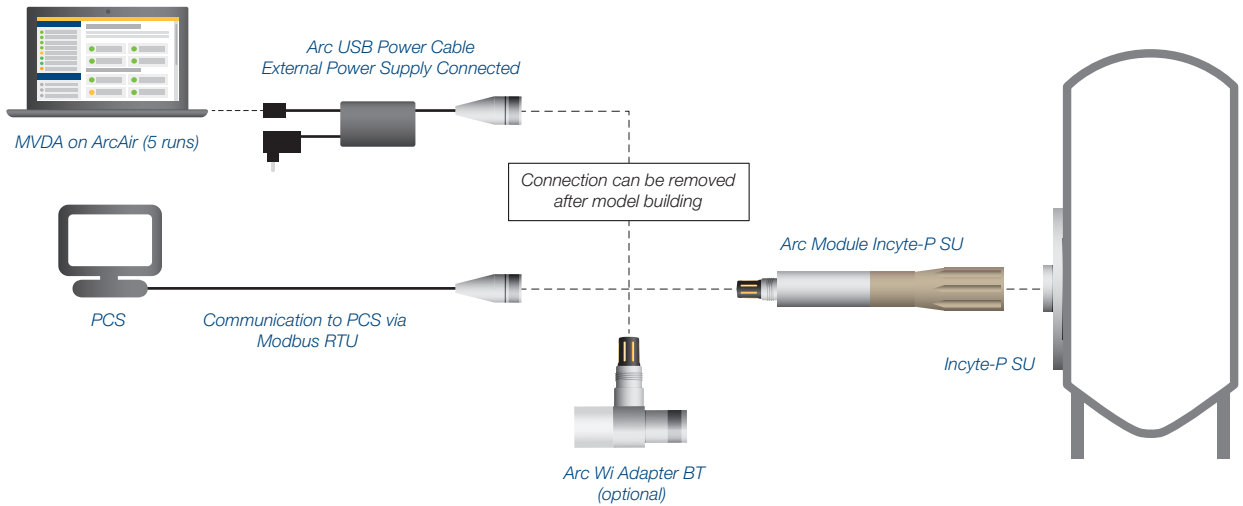 Arc USB Power Cable
External Power Supply Connected
MVDA on ArcAir (5 runs)
Connection can be removed
after model building
Arc Module Incyte-P SU
PCS
Communication to PCS via
Modbus RTU
Incyte-P SU
Arc Wi Adapter BT
(optional)